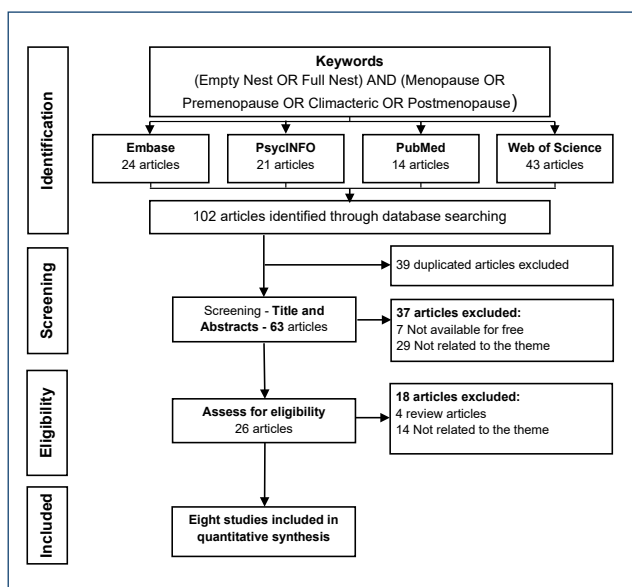 Identification
Keywords
(Empty Nest OR Full Nest) AND (Menopause OR
Premenopause OR Climacteric OR Postmenopause)
Embase
24 articles
PsycINFO
21 articles
PubMed
14 articles
Web of Science
43 articles
102 articles identified through database searching
Screening
39 duplicated articles excluded
Screening - Title and
Abstracts - 63 articles
37 articles excluded:
7 Not available for free
29 Not related to the theme
Eligibility
Assess for eligibility
26 articles
18 articles excluded:
4 review articles
14 Not related to the theme
Included
Eight studies included in
quantitative synthesis